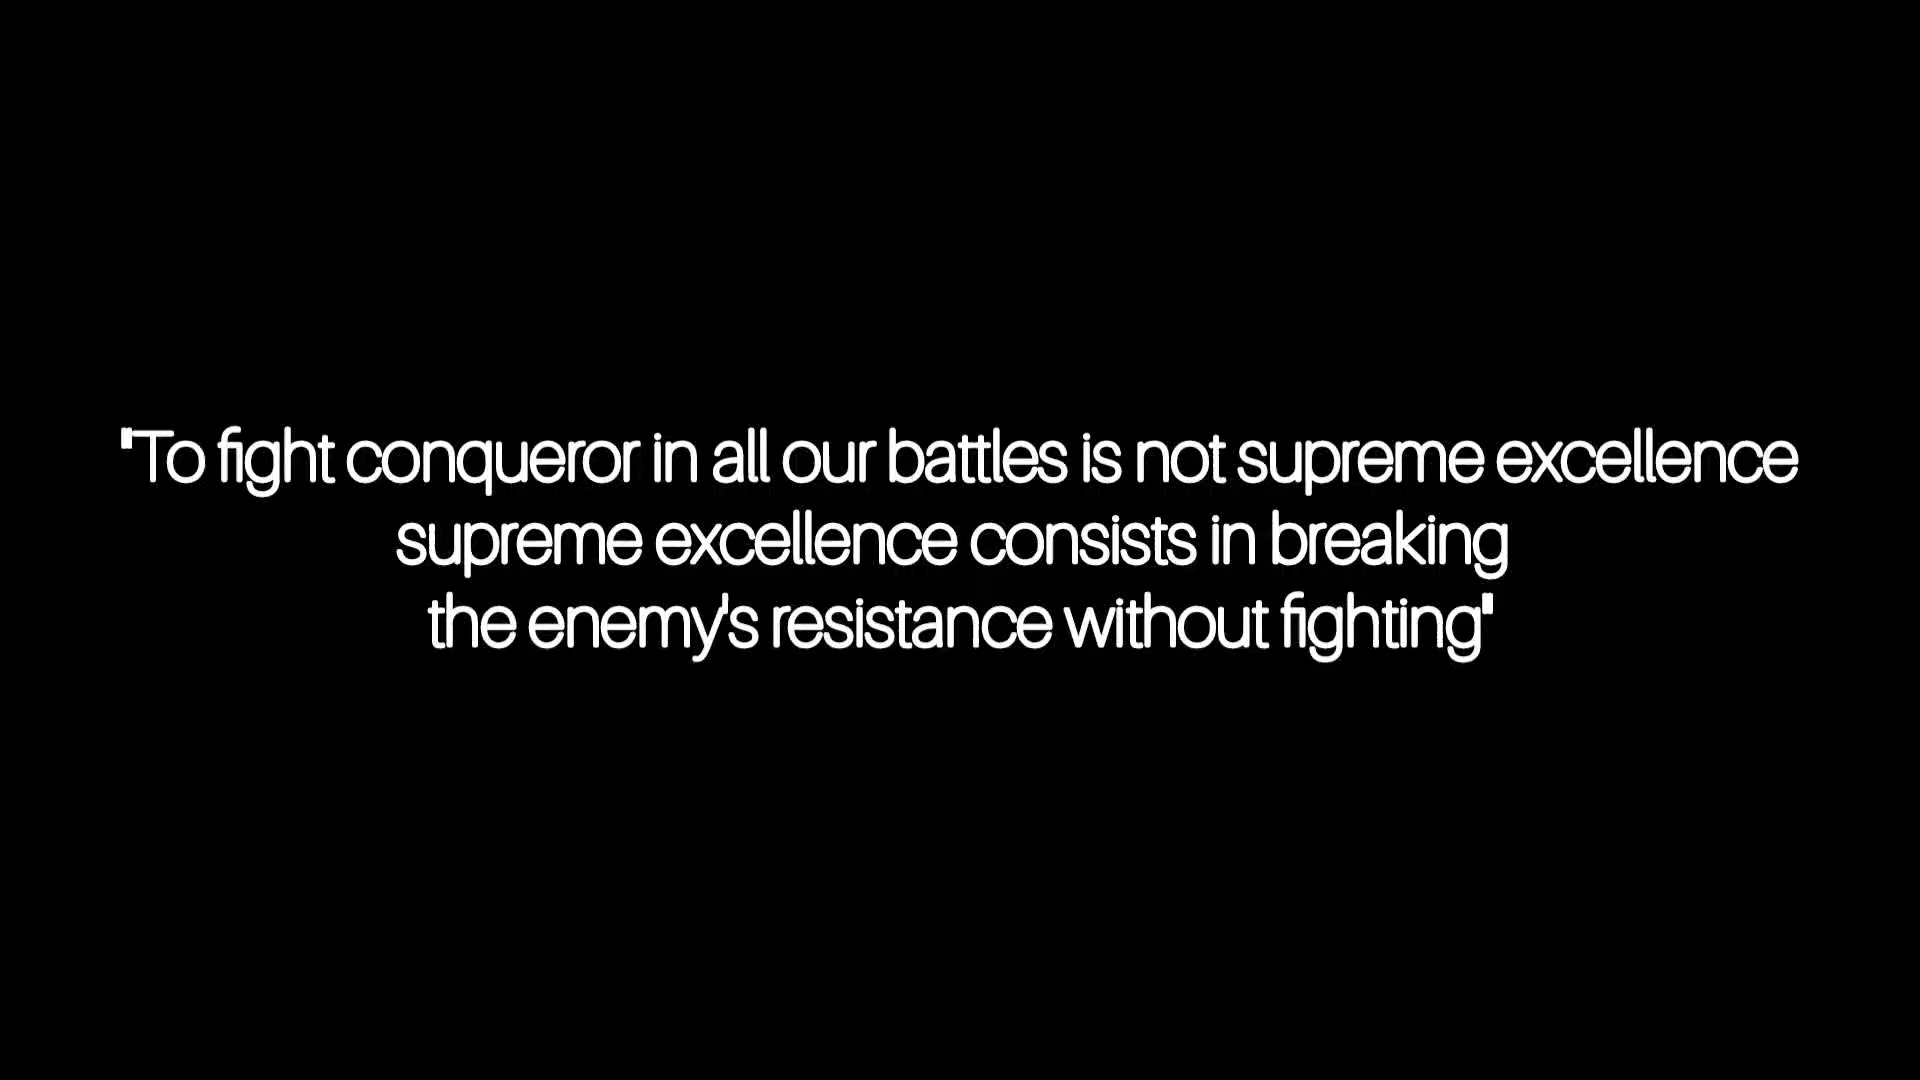 "To fight conqueror in all our battles is not supreme excellence
supreme excellence consists in breaking
the enemy's resistance without fighting"